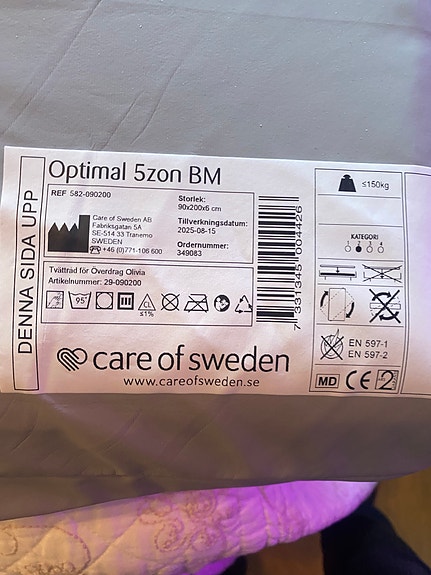 DENNA SIDA UPP
Optimal 5zon BM
REF 582-090200
Storlek:
90x200x6 cm
Care of Sweden AB
Fabriksgatan 5A
SE-514 33 Tranemo
SWEDEN
+46 (0)771-106 600
Tillverkningsdatum:
2025-08-15
Ordernummer:
349083
Tvättråd för Överdrag Olivia
Artikelnummer: 29-090200
95°
CL
≤1%
7 331345 004426
care of sweden
www.careofsweden.se
≤150kg
KATEGORI
1 2 3 4
EN 597-1
EN 597-2
MD CE 2